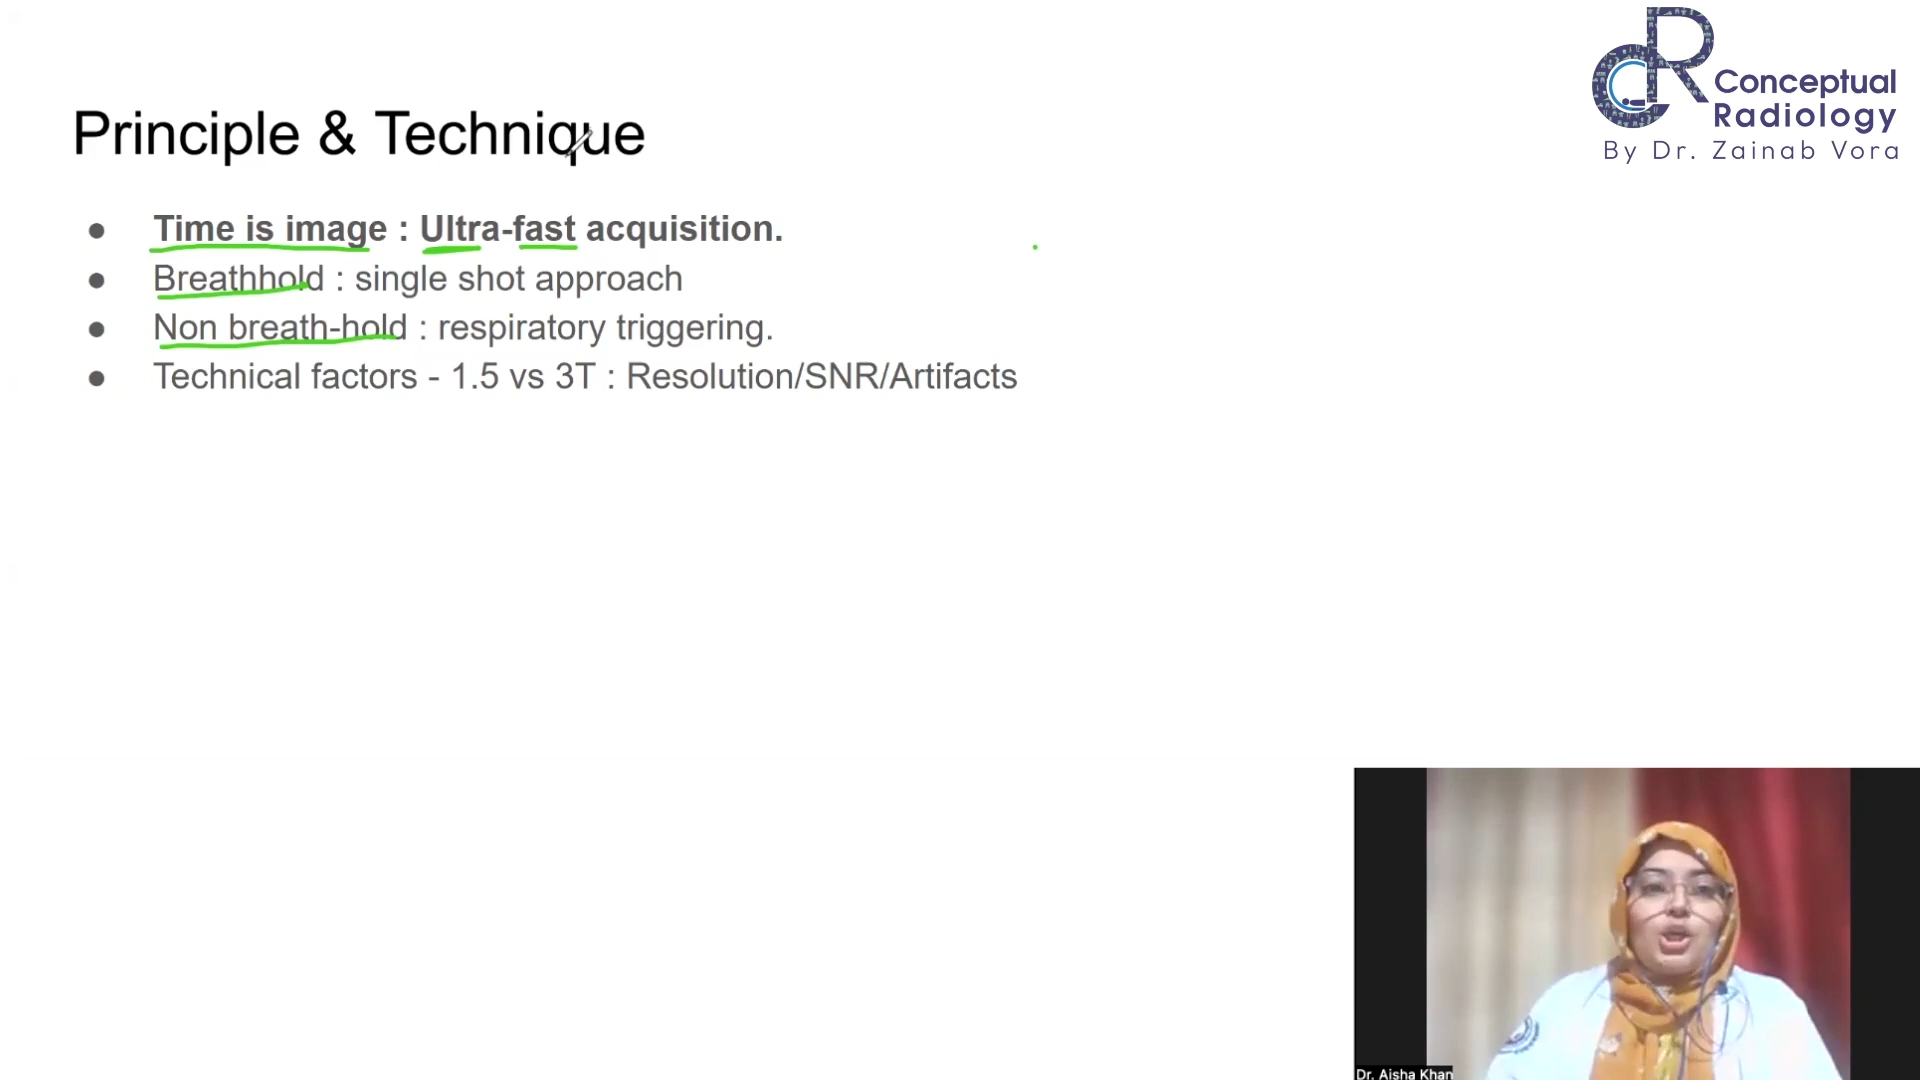 Conceptual
Radiology
By Dr. Zainab Vora
Principle & Technique
● Time is image : Ultra-fast acquisition.
● Breathhold : single shot approach
● Non breath-hold : respiratory triggering.
● Technical factors - 1.5 vs 3T : Resolution/SNR/Artifacts
Dr. Aisha Khan